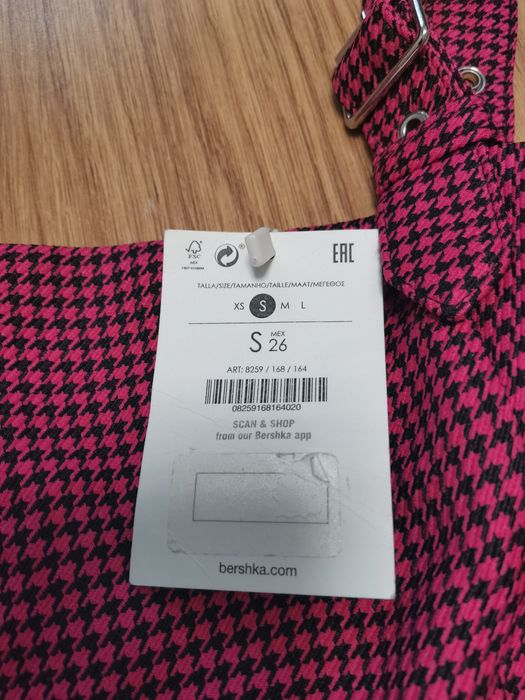 FSC
MIX
EAC
TALLA/SIZE/TAMANHO/TAILLE/MAAT/ΜΕΓΕΘΟΣ
XS S M L
S MEX 26
ART: 8259 / 168 / 164
08259168164020
SCAN & SHOP
from our Bershka app
bershka.com